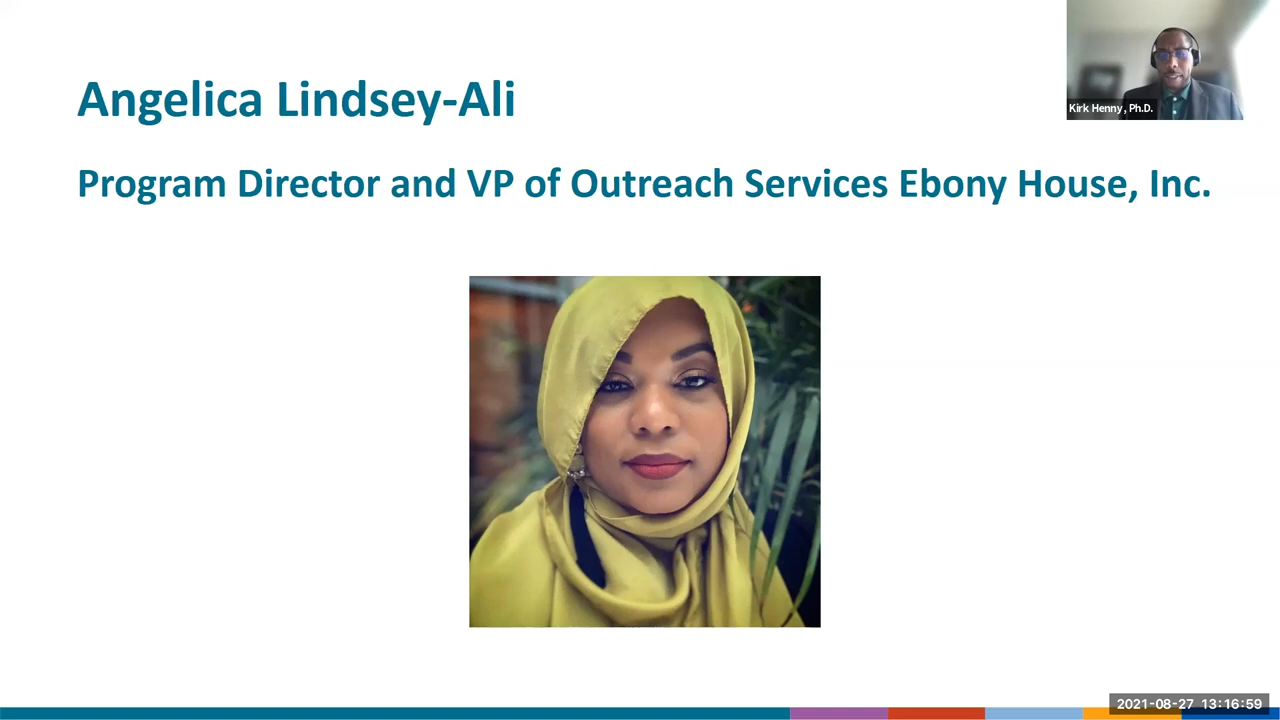 Angelica Lindsey-Ali
Kirk Henny, Ph.D.
Program Director and VP of Outreach Services Ebony House, Inc.
2021-08-27 13:16:59